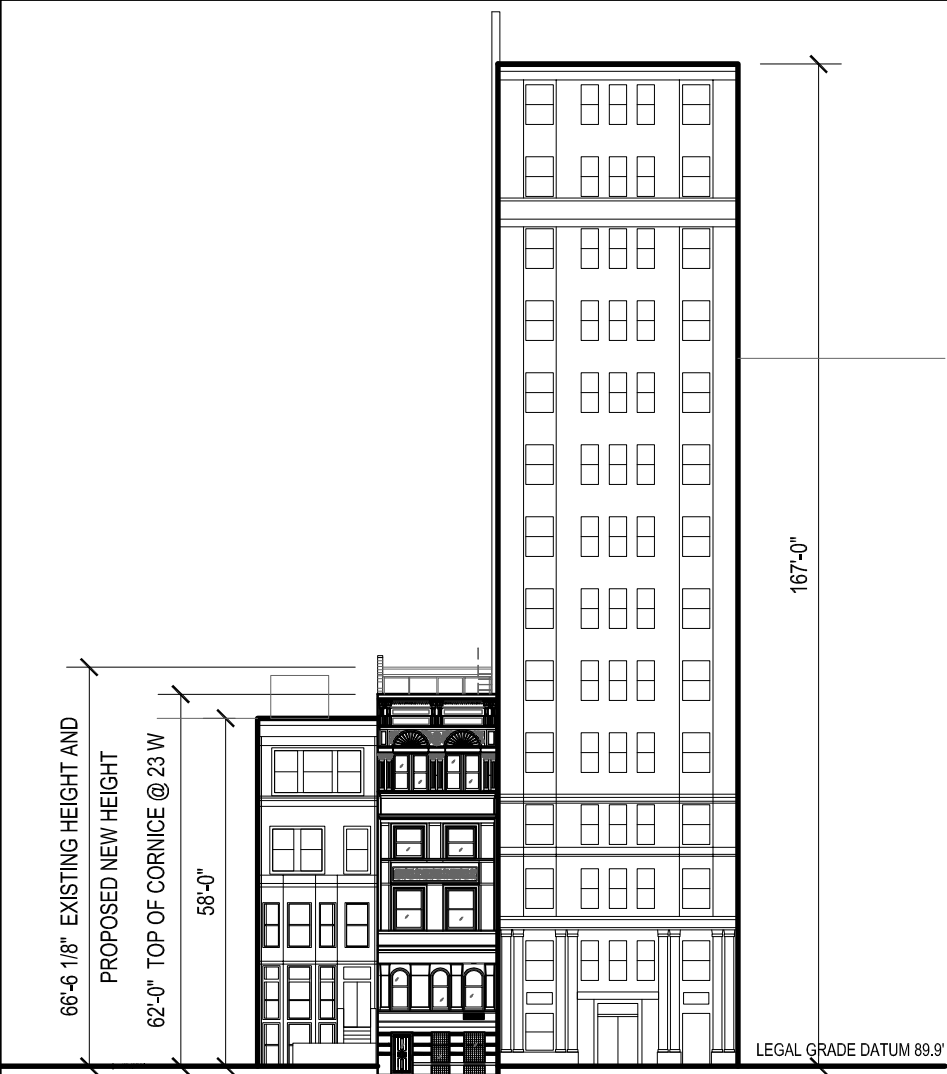 66'-6 1/8" EXISTING HEIGHT AND
PROPOSED NEW HEIGHT
62'-0" TOP OF CORNICE @ 23 W
58'-0"
167'-0"
LEGAL GRADE DATUM 89.9'